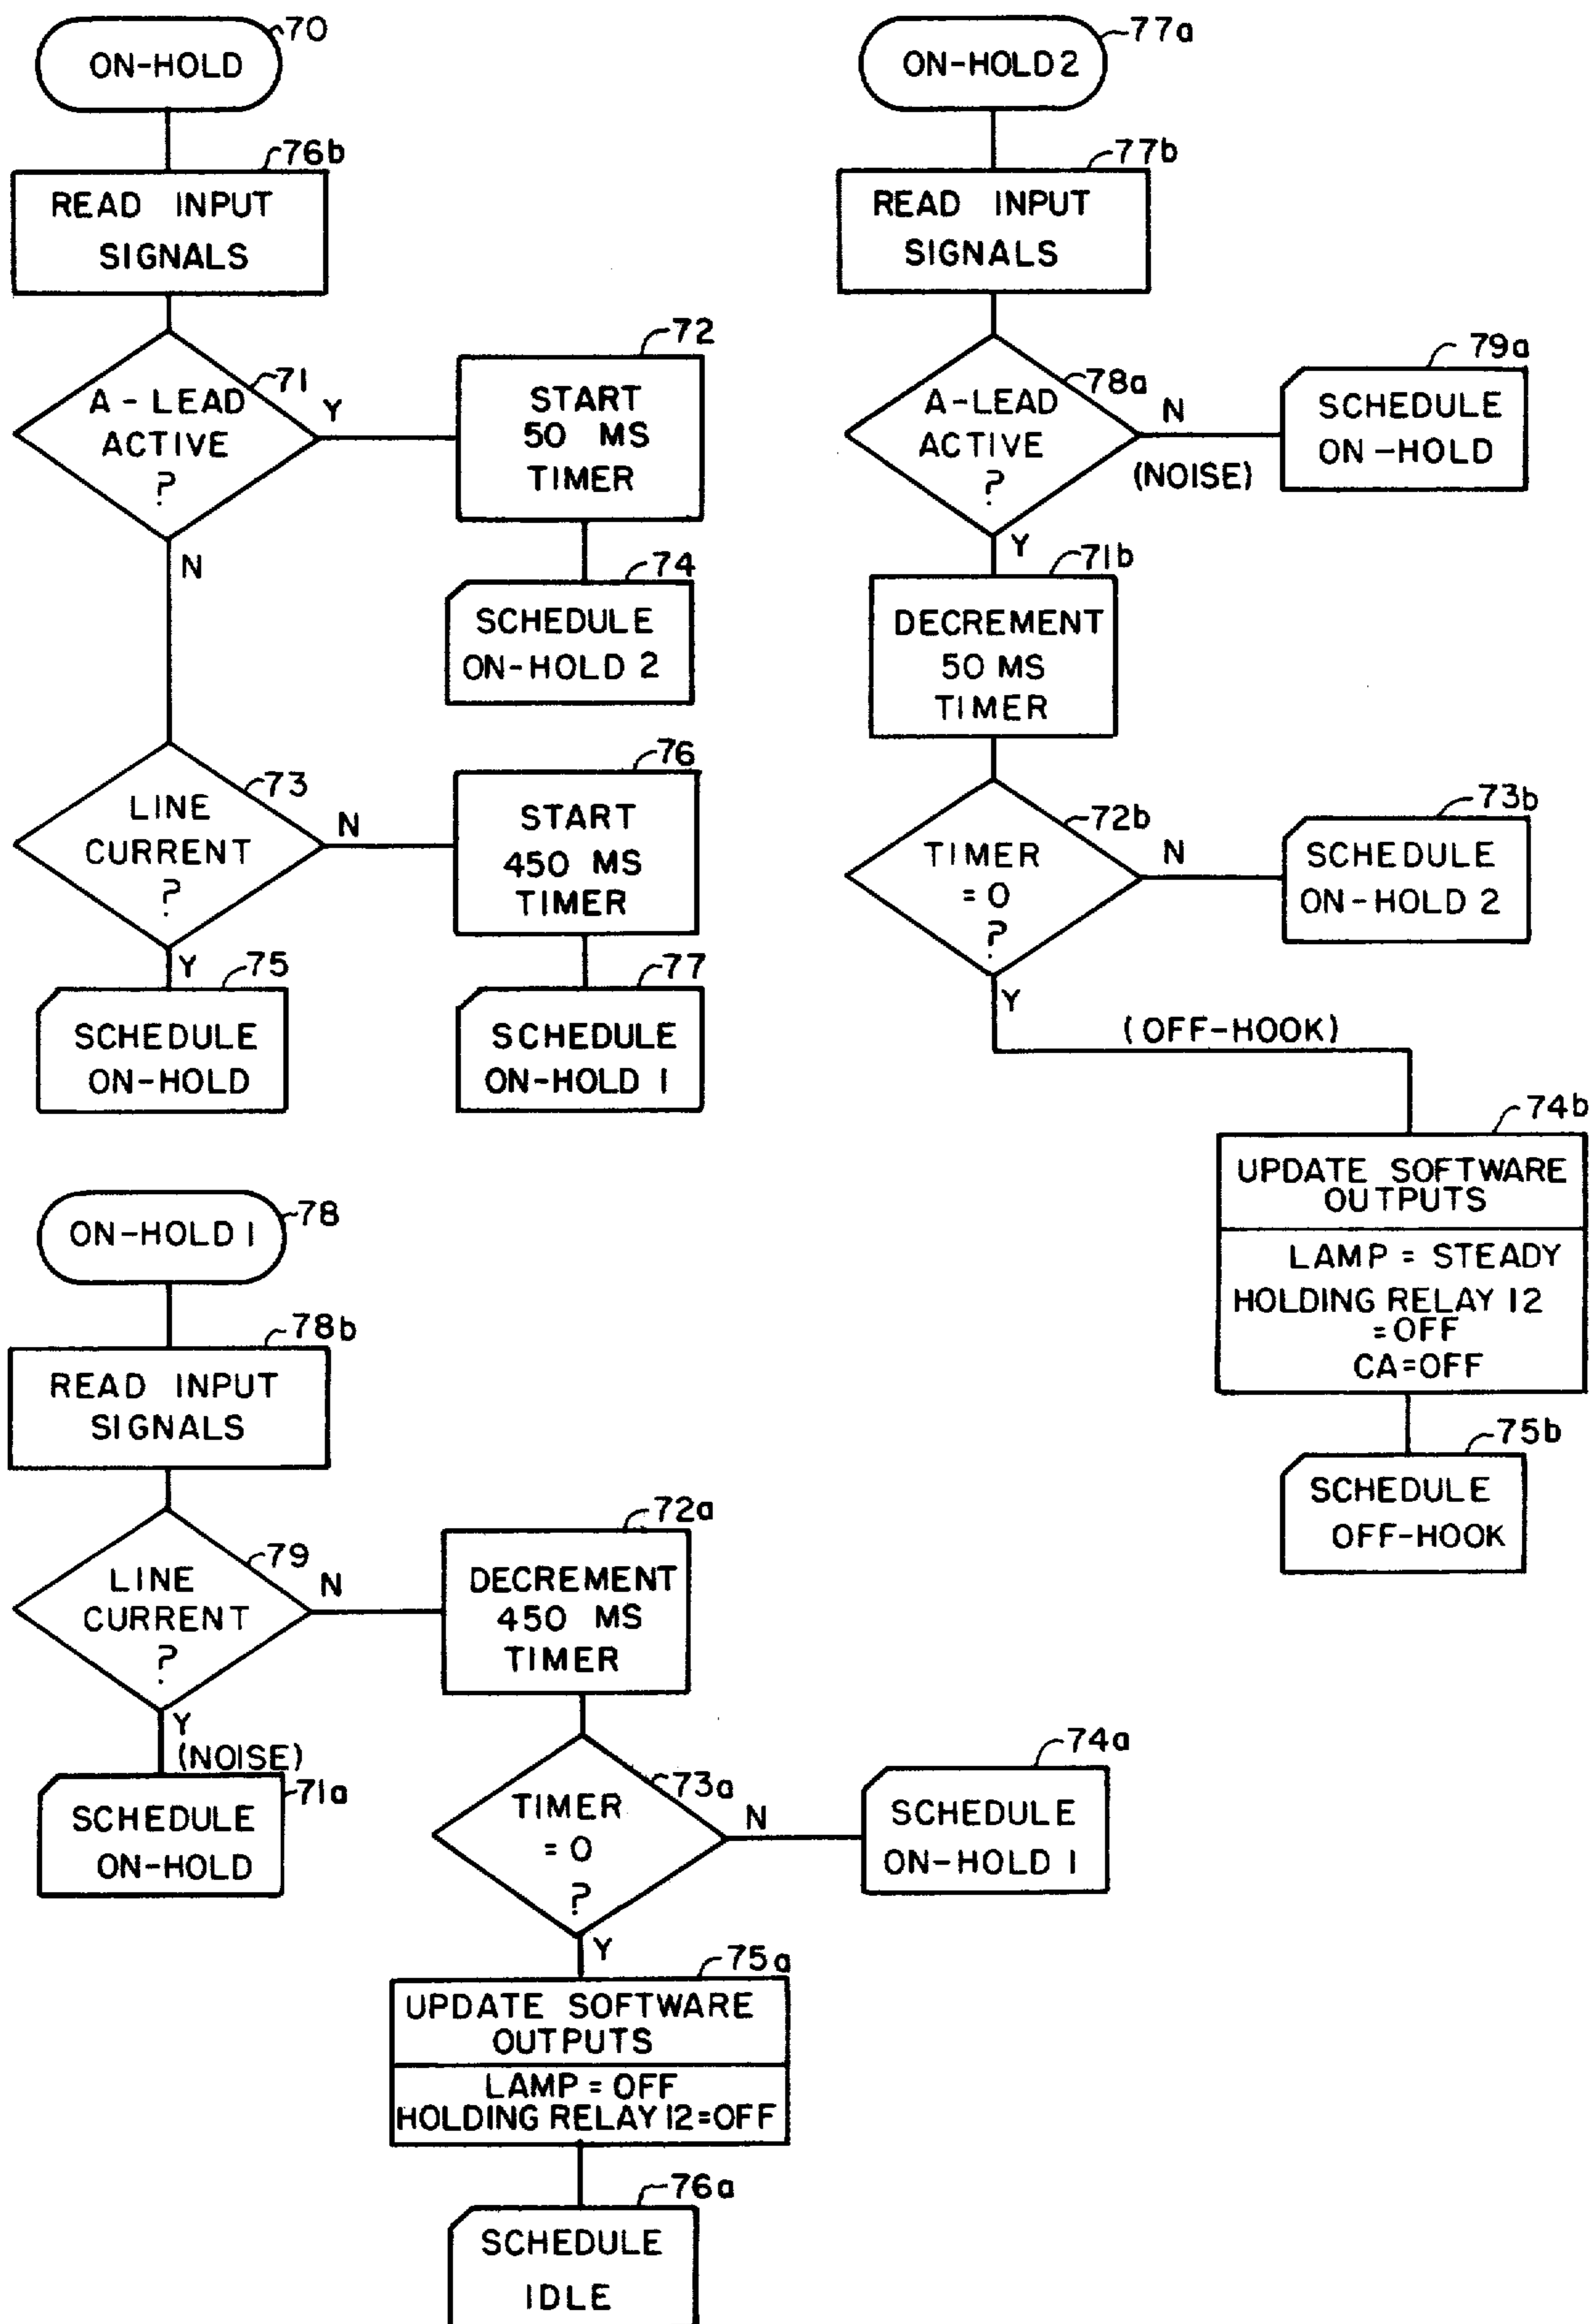 70
ON-HOLD
76b
READ INPUT
SIGNALS
71
A-LEAD
ACTIVE
?
Y
N
72
START
50 MS
TIMER
74
SCHEDULE
ON-HOLD 2
73
LINE
CURRENT
?
N
Y
76
START
450 MS
TIMER
75
SCHEDULE
ON-HOLD
77
SCHEDULE
ON-HOLD 1
77a
ON-HOLD 2
77b
READ INPUT
SIGNALS
78a
A-LEAD
ACTIVE
?
N
(NOISE)
Y
79a
SCHEDULE
ON-HOLD
71b
DECREMENT
50 MS
TIMER
72b
TIMER
= 0
?
N
Y
73b
SCHEDULE
ON-HOLD 2
(OFF-HOOK)
74b
UPDATE SOFTWARE
OUTPUTS
LAMP = STEADY
HOLDING RELAY 12
=OFF
CA=OFF
75b
SCHEDULE
OFF-HOOK
78
ON-HOLD 1
78b
READ INPUT
SIGNALS
79
LINE
CURRENT
?
N
Y
(NOISE)
71a
SCHEDULE
ON-HOLD
72a
DECREMENT
450 MS
TIMER
73a
TIMER
= 0
?
N
Y
74a
SCHEDULE
ON-HOLD 1
75a
UPDATE SOFTWARE
OUTPUTS
LAMP = OFF
HOLDING RELAY 12=OFF
76a
SCHEDULE
IDLE